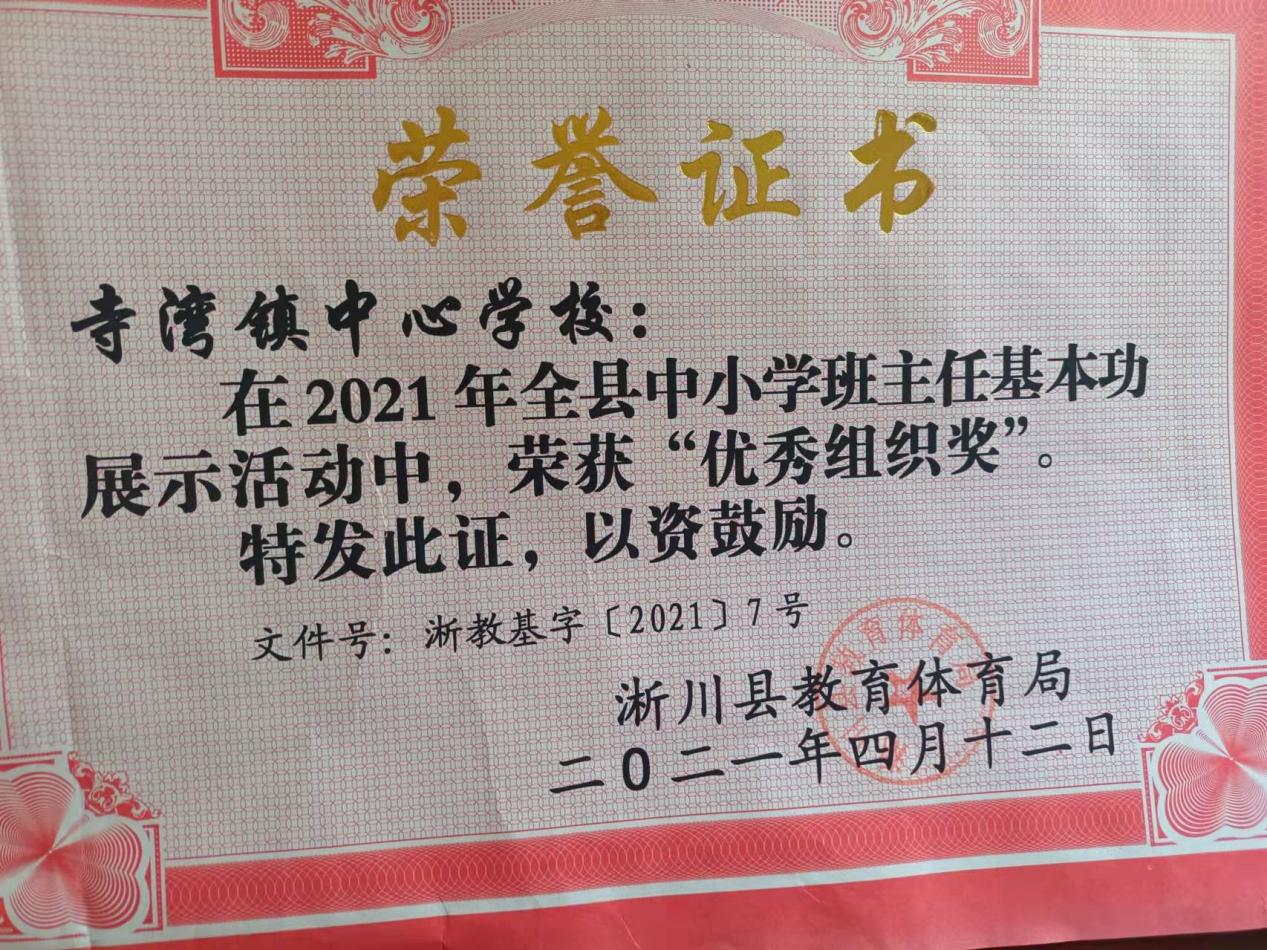 荣誉证书
寺湾镇中心学校：
在2021年全县中小学班主任基本功
展示活动中，荣获“优秀组织奖”。
特发此证，以资鼓励。
文件号：淅教基字〔2021〕7号
淅川县教育体育局
二0二一年四月十二日